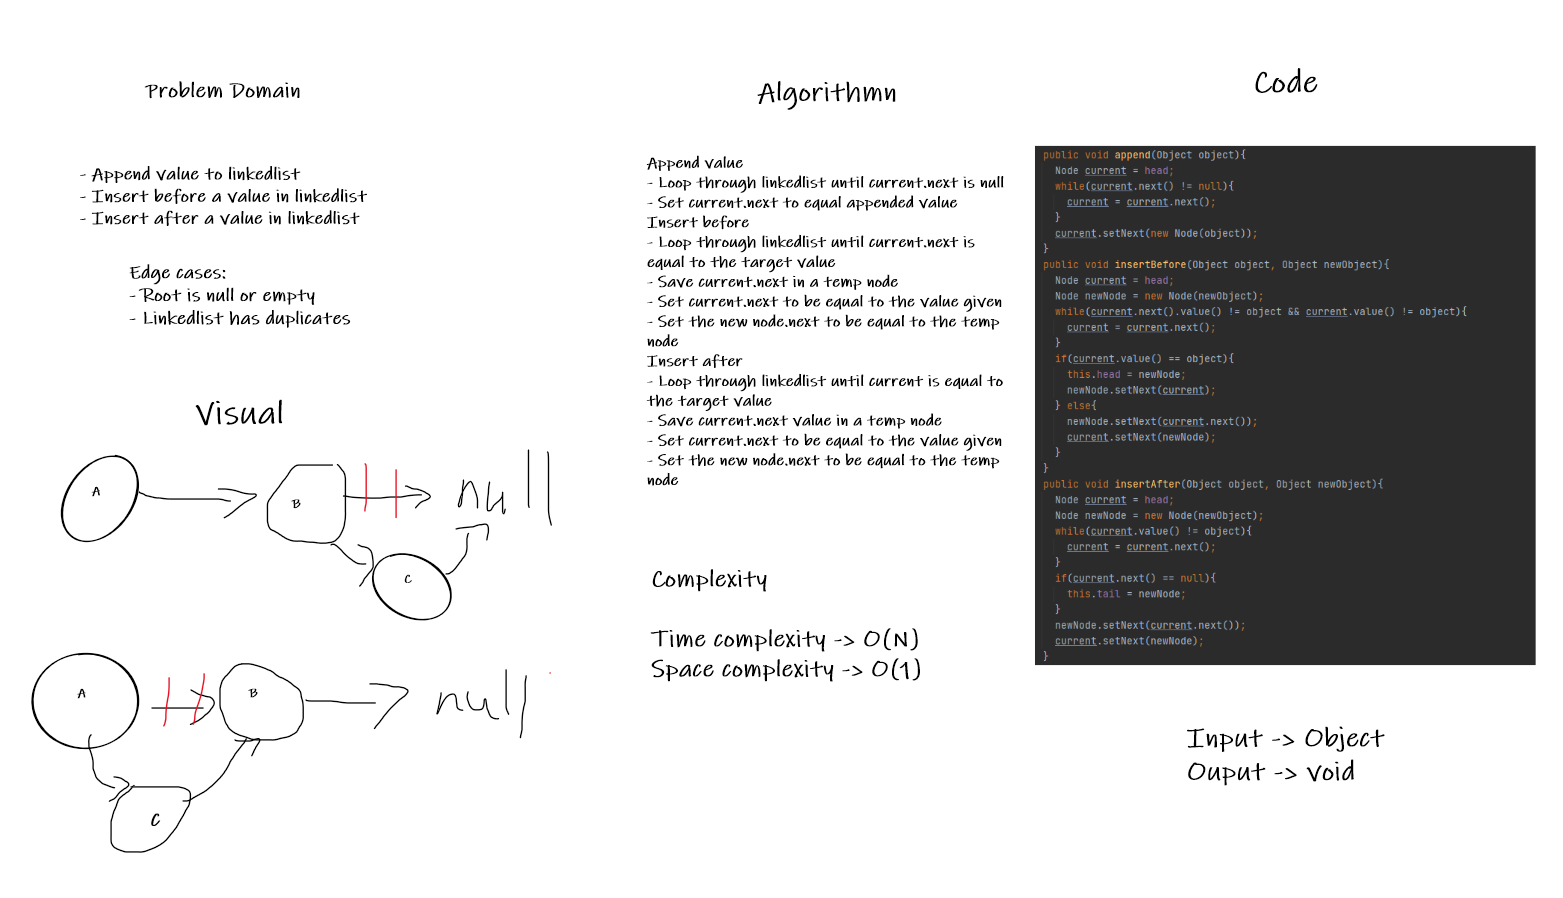 Problem Domain
- Append value to linkedlist
- Insert before a value in linkedlist
- Insert after a value in linkedlist
Edge cases:
- Root is null or empty
- Linkedlist has duplicates
Visual
A
B
null
C
A
B
null
C
Algorithmn
Append value
- Loop through linkedlist until current.next is null
- Set current.next to equal appended value
Insert before
- Loop through linkedlist until current.next is
equal to the target value
- Save current.next in a temp node
- Set current.next to be equal to the value given
- Set the new node.next to be equal to the temp
node
Insert after
- Loop through linkedlist until current is equal to
the target value
- Save current.next value in a temp node
- Set current.next to be equal to the value given
- Set the new node.next to be equal to the temp
node
Complexity
Time complexity -> O(N)
Space complexity -> O(1)
Code
public void append(Object object){
Node current = head;
while(current.next() != null){
current = current.next();
}
current.setNext(new Node(object));
}
public void insertBefore(Object object, Object newObject){
Node current = head;
Node newNode = new Node(newObject);
while(current.next().value() != object && current.value() != object){
current = current.next();
}
if(current.value() == object){
this.head = newNode;
newNode.setNext(current);
} else{
newNode.setNext(current.next());
current.setNext(newNode);
}
}
public void insertAfter(Object object, Object newObject){
Node current = head;
Node newNode = new Node(newObject);
while(current.value() != object){
current = current.next();
}
if(current.next() == null){
this.tail = newNode;
}
newNode.setNext(current.next());
current.setNext(newNode);
}
Input -> Object
Ouput -> void